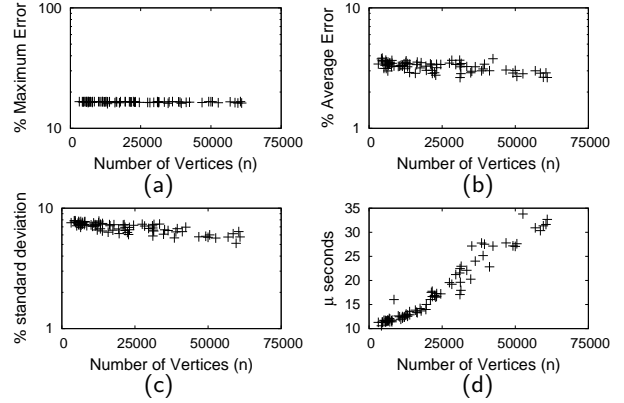 100
10
% Maximum Error
0 25000 50000 75000
Number of Vertices (n)
(a)
10
1
% Average Error
0 25000 50000 75000
Number of Vertices (n)
(b)
10
1
% standard deviation
0 25000 50000 75000
Number of Vertices (n)
(c)
35
30
25
20
15
10
μ seconds
0 25000 50000 75000
Number of Vertices (n)
(d)